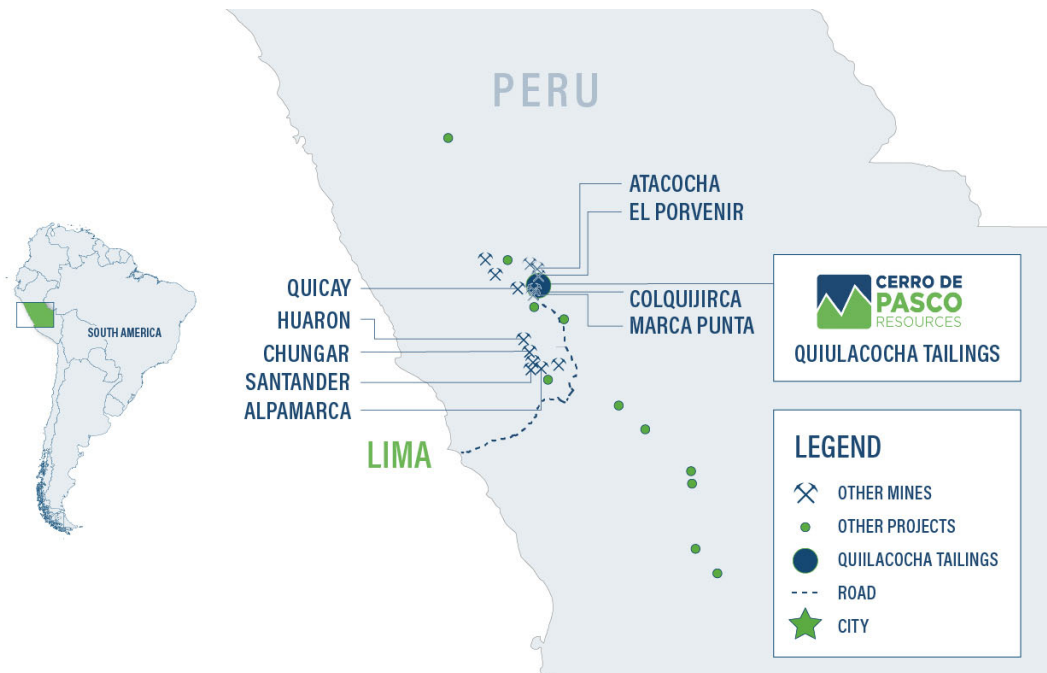 PERU
ATACOCHA
EL PORVENIR
QUICAY
HUARON
CHUNGAR
SANTANDER
ALPAMARCA
COLQUIJIRCA
MARCA PUNTA
LIMA
SOUTH AMERICA
CERRO DE
PASCO
RESOURCES
QUIULACOCHA TAILINGS
LEGEND
OTHER MINES
OTHER PROJECTS
QUIILACOCHA TAILINGS
ROAD
CITY